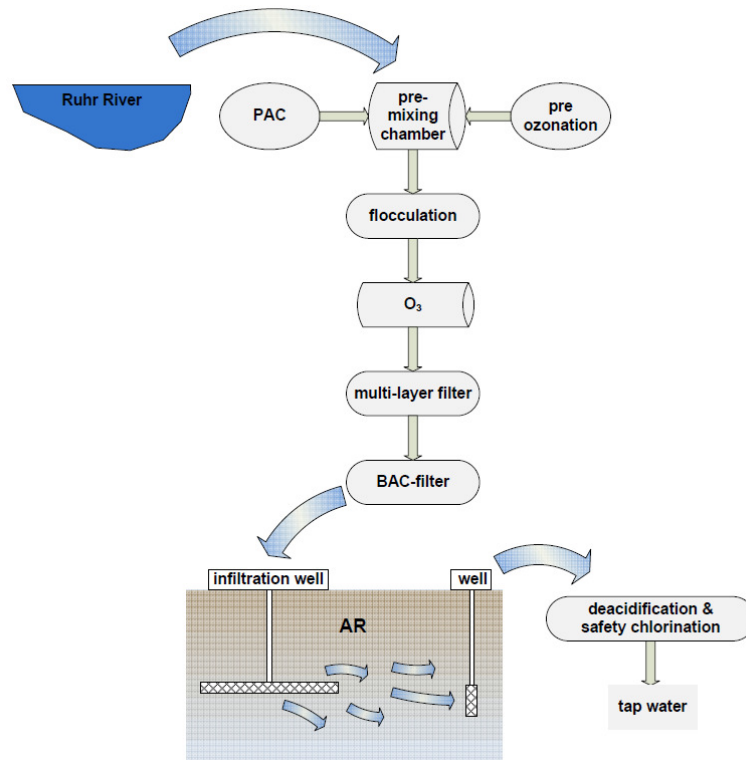 Ruhr River
PAC
pre-
mixing
chamber
pre
ozonation
flocculation
O₃
multi-layer filter
BAC-filter
infiltration well
well
AR
deacidification &
safety chlorination
tap water